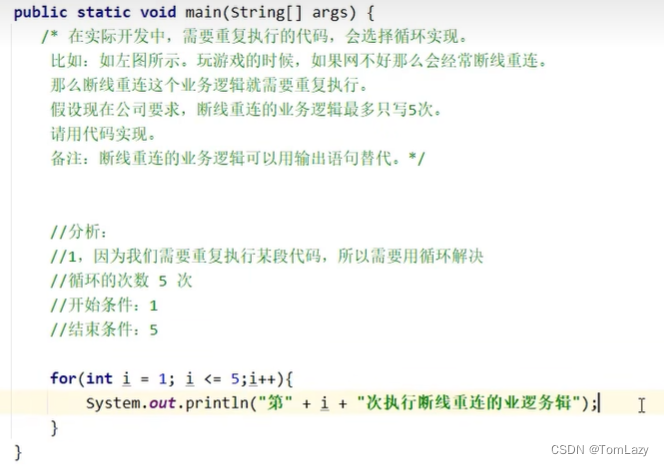 public static void main(String[] args) {
/* 在实际开发中，需要重复执行的代码，会选择循环实现。
比如：如左图所示。玩游戏的时候，如果网不好那么会经常断线重连。
那么断线重连这个业务逻辑就需要重复执行。
假设现在公司要求，断线重连的业务逻辑最多只写5次。
请用代码实现。
备注：断线重连的业务逻辑可以用输出语句替代。*/
//分析：
//1，因为我们需要重复执行某段代码，所以需要用循环解决
//循环的次数 5 次
//开始条件：1
//结束条件：5
for(int i = 1; i <= 5;i++){
System.out.println("第" + i + "次执行断线重连的业逻务辑");
}
}
CSDN @TomLazy